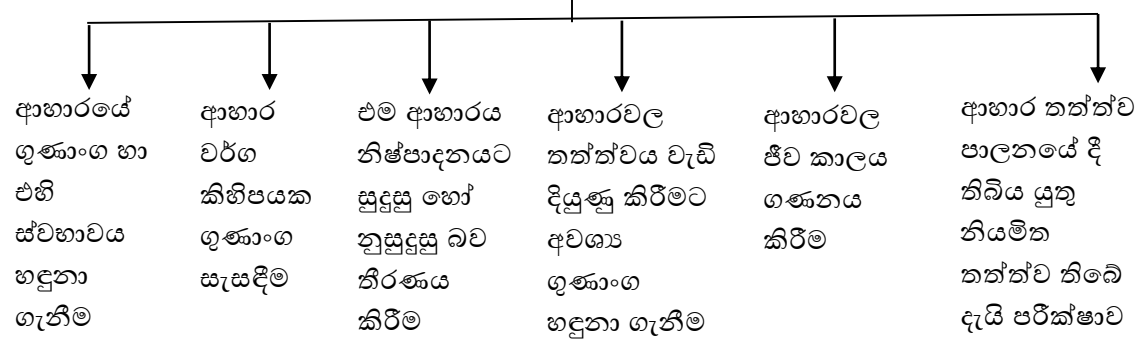 ආහාරයේ
ගුණාංග හා
එහි
ස්වභාවය
හඳුනා
ගැනීම
ආහාර
වර්ග
කිහිපයක
ගුණාංග
සැසඳීම
එම ආහාරය
නිෂ්පාදනයට
සුදුසු හෝ
නුසුදුසු බව
තීරණය
කිරීම
ආහාරවල
තත්ත්වය වැඩි
දියුණු කිරීමට
අවශ්‍ය
ගුණාංග
හඳුනා ගැනීම
ආහාරවල
ජීව කාලය
ගණනය
කිරීම
ආහාර තත්ත්ව
පාලනයේ දී
තිබිය යුතු
නියමිත
තත්ත්ව තිබේ
දැයි පරීක්ෂාව